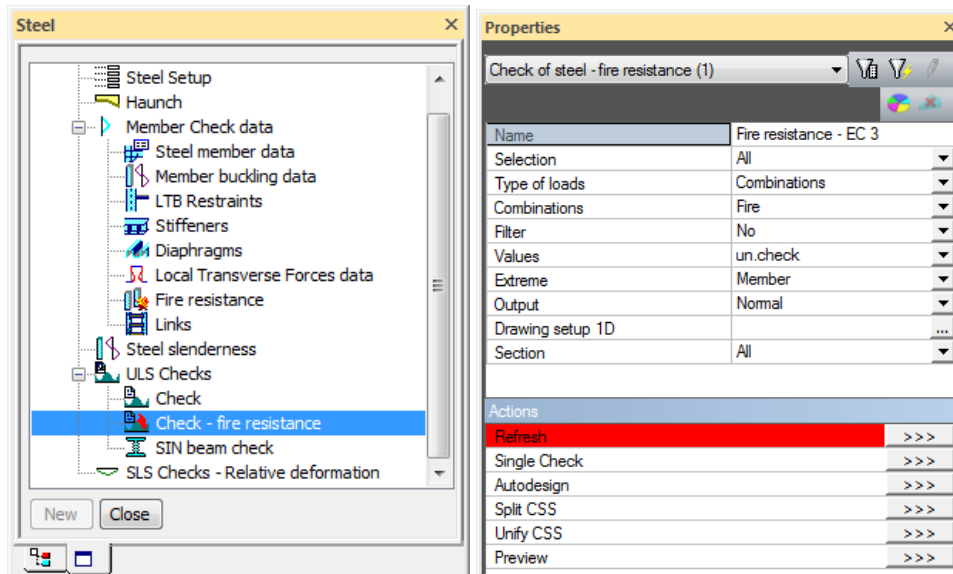 Steel
Steel Setup
Haunch
Member Check data
Steel member data
Member buckling data
LTB Restraints
Stiffeners
Diaphragms
Local Transverse Forces data
Fire resistance
Links
Steel slenderness
ULS Checks
Check
Check - fire resistance
SIN beam check
SLS Checks - Relative deformation
New Close
Properties
Check of steel - fire resistance (1)
Name Fire resistance - EC 3
Selection All
Type of loads Combinations
Combinations Fire
Filter No
Values un.check
Extreme Member
Output Normal
Drawing setup 1D ...
Section All
Actions
Refresh >>>
Single Check >>>
Autodesign >>>
Split CSS >>>
Unify CSS >>>
Preview >>>